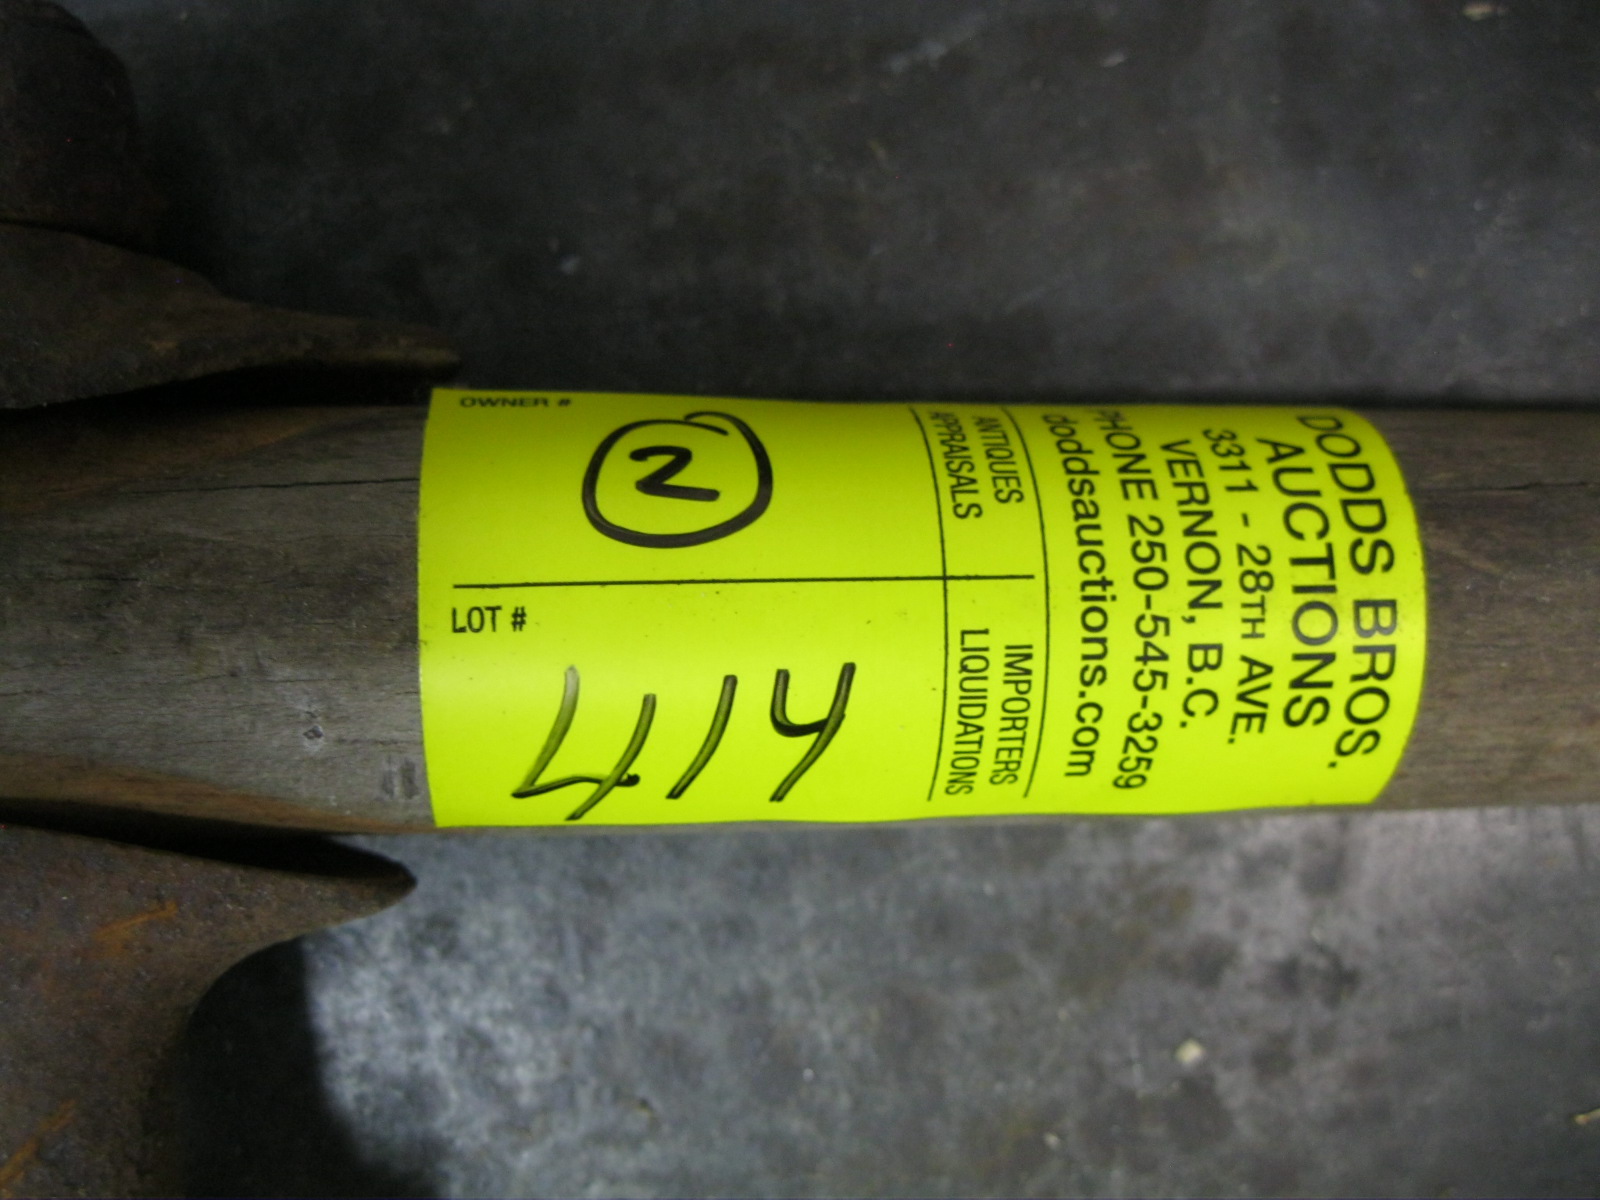 DODDS BROS.
AUCTIONS
3311 - 28TH AVE.
VERNON, B.C.
PHONE 250-545-3259
doddsauctions.com
ANTIQUES IMPORTERS
APPRAISALS LIQUIDATIONS
2
414
OWNER # LOT #